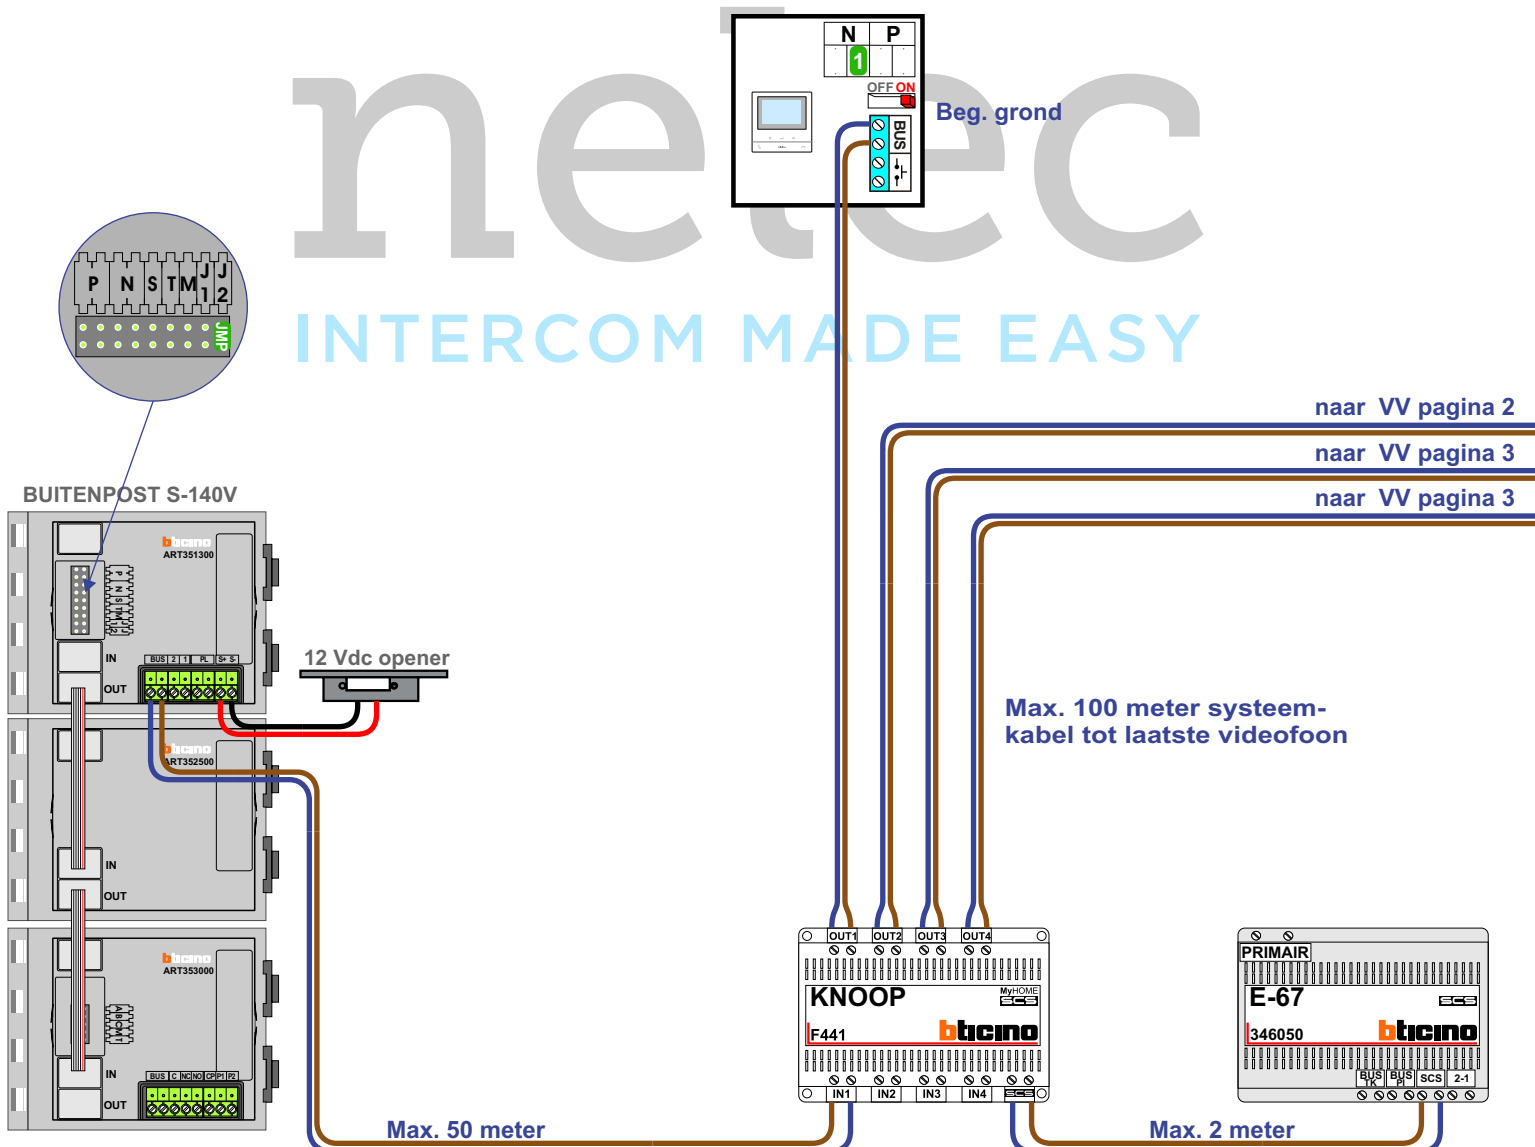 netec
INTERCOM MADE EASY
N P
1
OFF ON
BUS
Beg. grond
P N S T M J1 J2
JMP
naar VV pagina 2
naar VV pagina 3
naar VV pagina 3
BUITENPOST S-140V
bticino
ART351300
P N S T M J1 J2
IN
OUT
BUS 2 1 PL S+ S-
12 Vdc opener
bticino
ART352500
IN
OUT
Max. 100 meter systeem-
kabel tot laatste videofoon
bticino
ART353000
A B C M T
IN
OUT
BUS C NC NO CP P1 P2
Max. 50 meter
OUT1 OUT2 OUT3 OUT4
KNOOP
MyHOME
SCS
F441
bticino
IN1 IN2 IN3 IN4 SCS
Max. 2 meter
PRIMAIR
E-67
SCS
346050
bticino
BUS TK BUS PI SCS 2-1